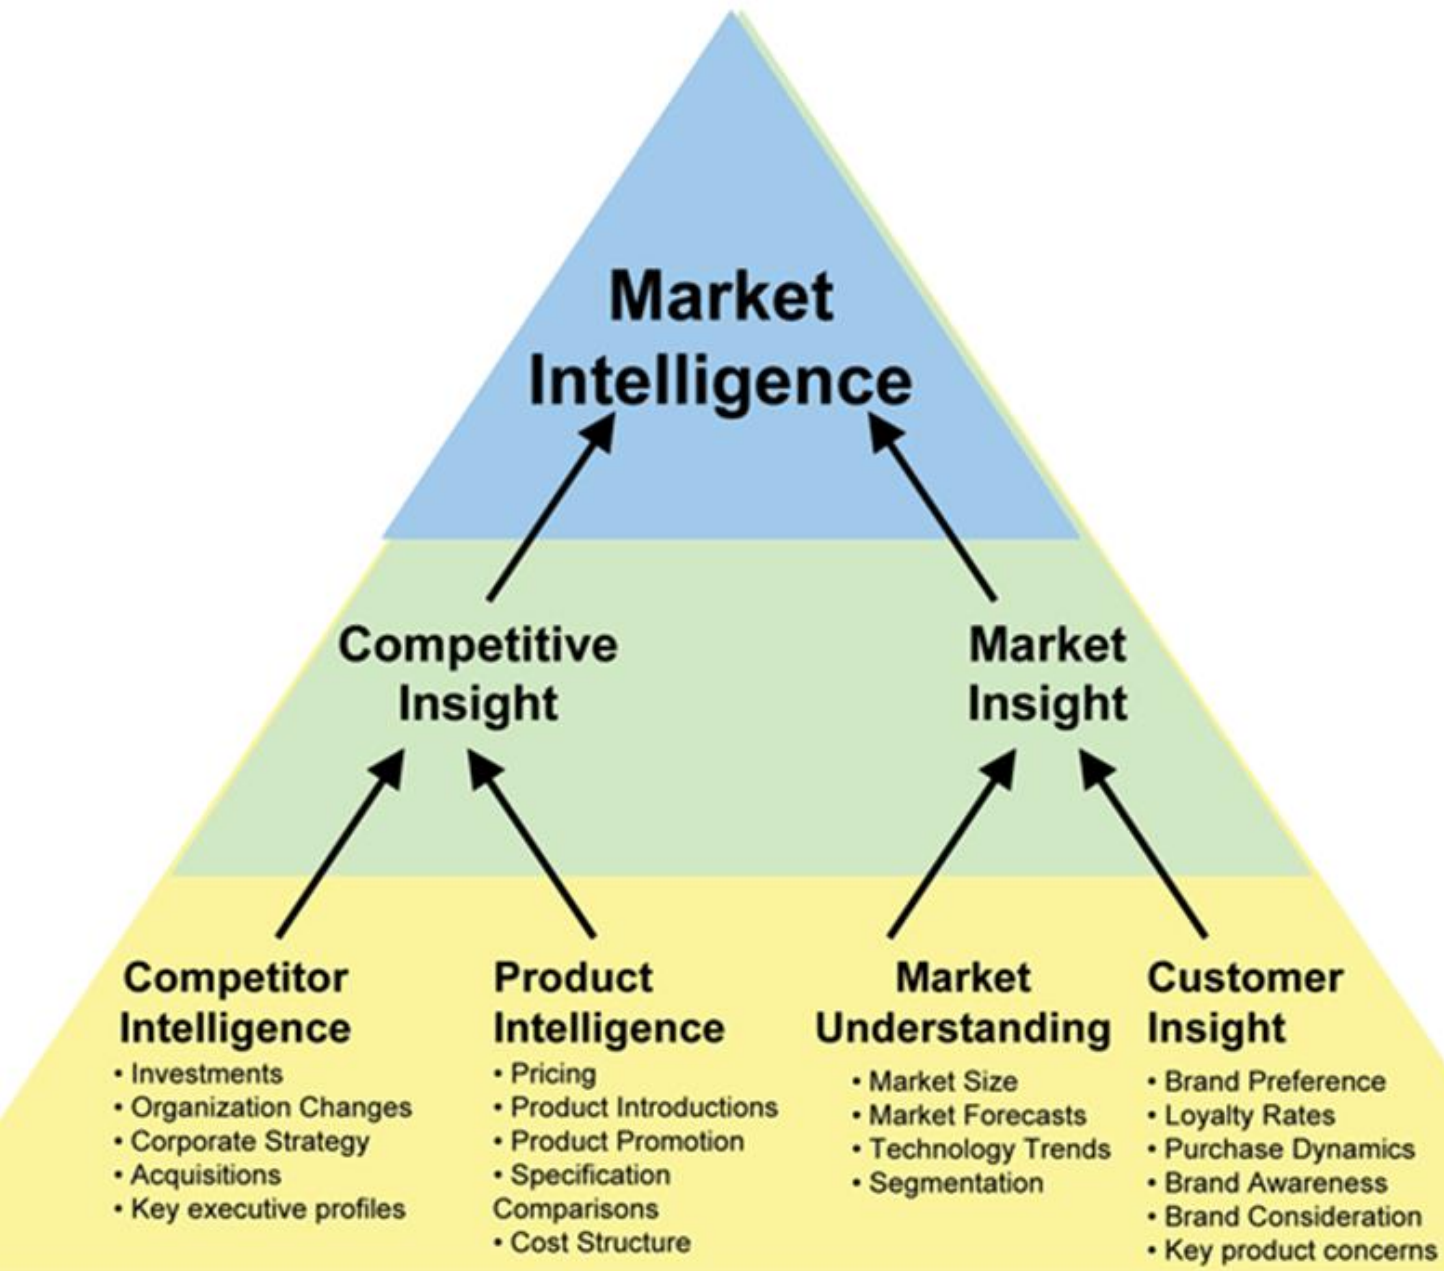 Market
Intelligence
Competitive
Insight
Market
Insight
Competitor
Intelligence
• Investments
• Organization Changes
• Corporate Strategy
• Acquisitions
• Key executive profiles
Product
Intelligence
• Pricing
• Product Introductions
• Product Promotion
• Specification
Comparisons
• Cost Structure
Market
Understanding
• Market Size
• Market Forecasts
• Technology Trends
• Segmentation
Customer
Insight
• Brand Preference
• Loyalty Rates
• Purchase Dynamics
• Brand Awareness
• Brand Consideration
• Key product concerns